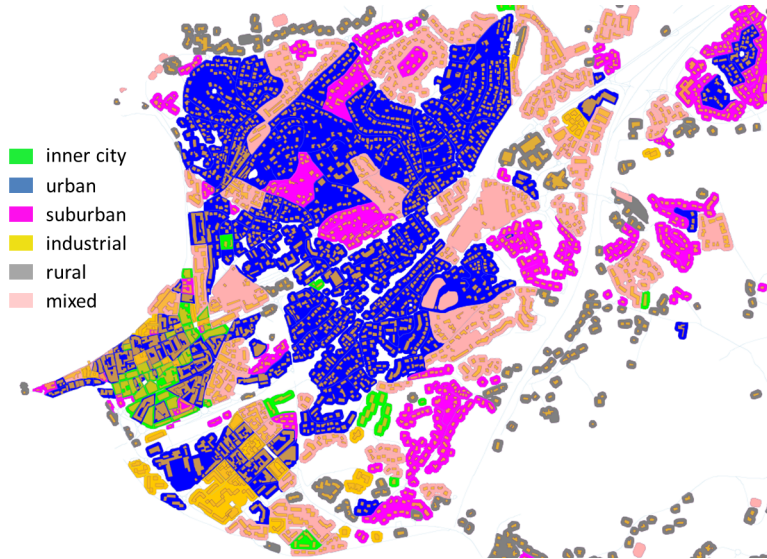 inner city
urban
suburban
industrial
rural
mixed